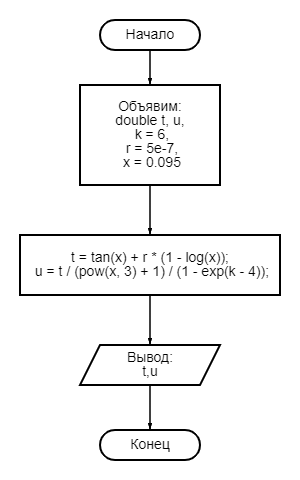 Начало
Объявим:
double t, u,
k = 6,
r = 5e-7,
x = 0.095
t = tan(x) + r * (1 - log(x));
u = t / (pow(x, 3) + 1) / (1 - exp(k - 4));
Вывод:
t,u
Конец